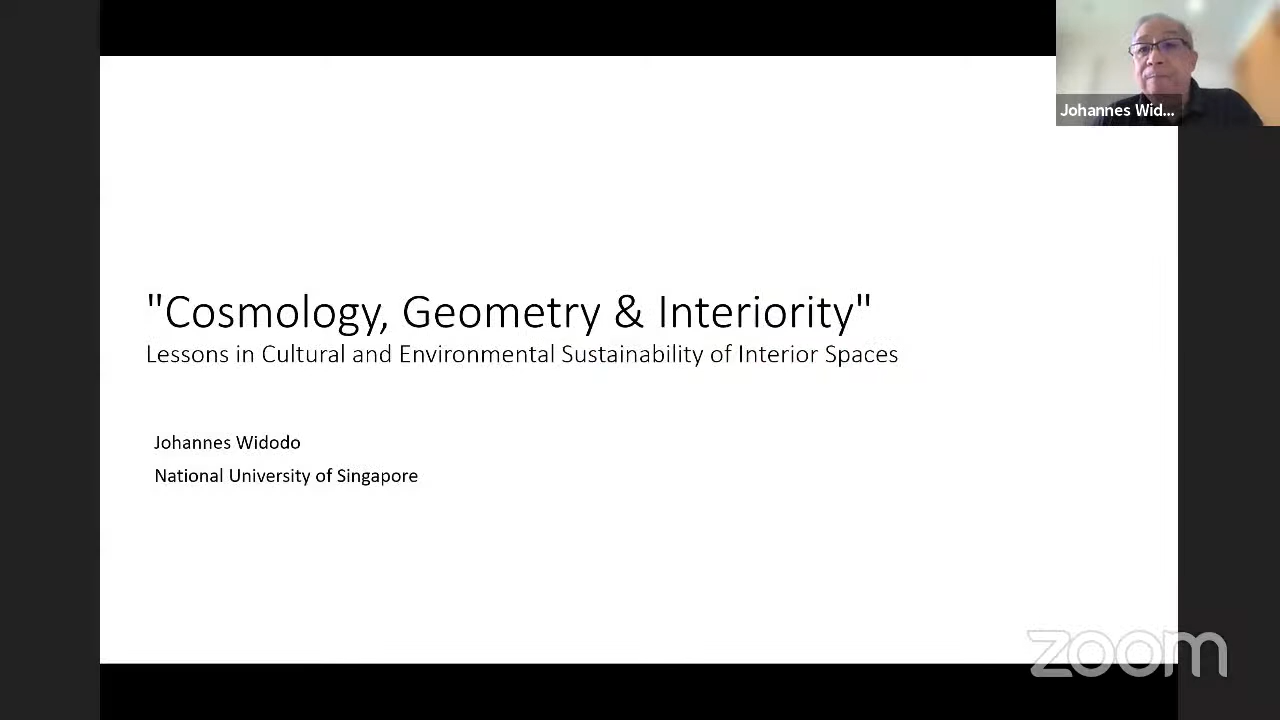 Johannes Wid...
"Cosmology, Geometry & Interiority"
Lessons in Cultural and Environmental Sustainability of Interior Spaces
Johannes Widodo
National University of Singapore
zoom